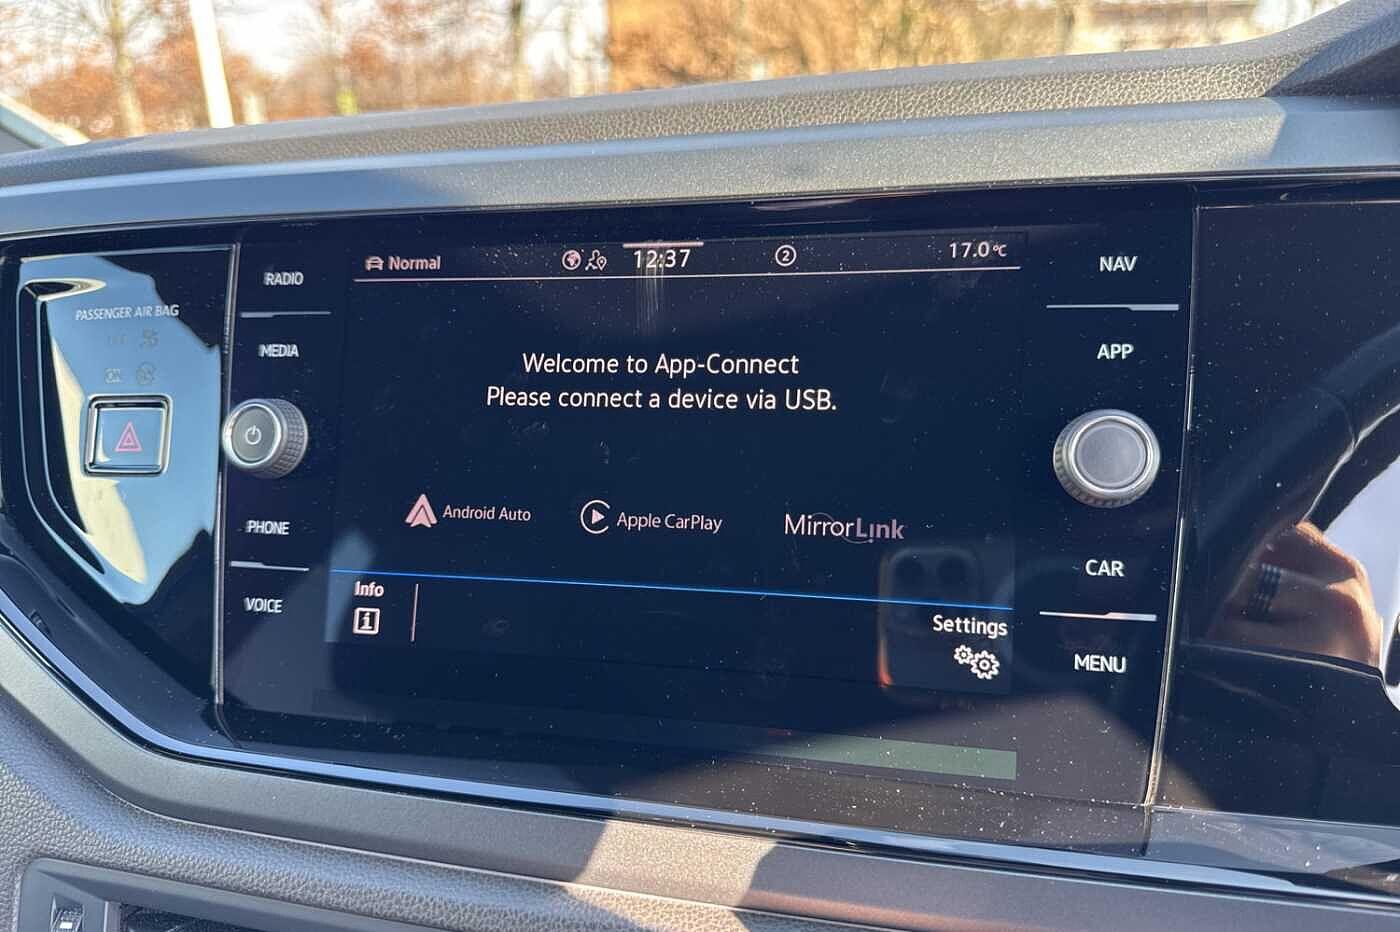 Normal
12:37
2
17.0°C
PASSENGER AIR BAG
RADIO
MEDIA
PHONE
VOICE
Welcome to App-Connect
Please connect a device via USB.
Android Auto
Apple CarPlay
MirrorLink
Info
i
Settings
NAV
APP
CAR
MENU